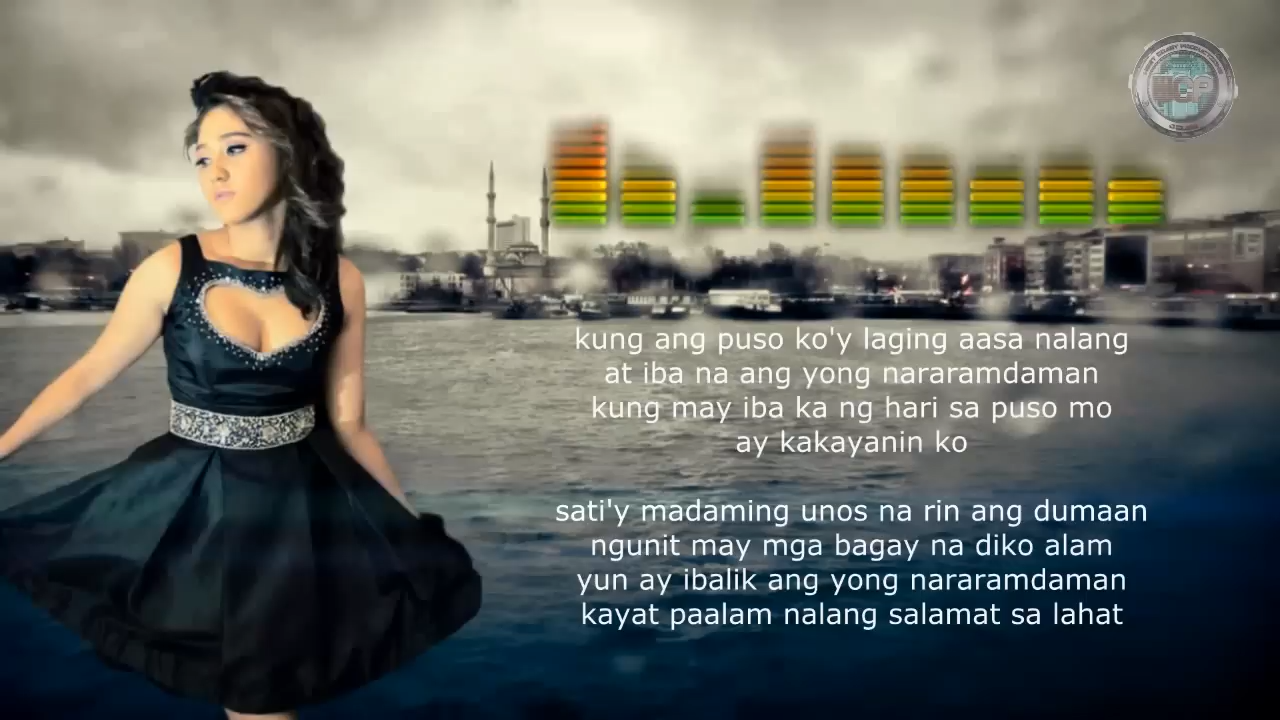 kung ang puso ko'y laging aasa nalang
at iba na ang yong nararamdaman
kung may iba ka ng hari sa puso mo
ay kakayanin ko
sati'y madaming unos na rin ang dumaan
ngunit may mga bagay na diko alam
yun ay ibalik ang yong nararamdaman
kayat paalam nalang salamat sa lahat